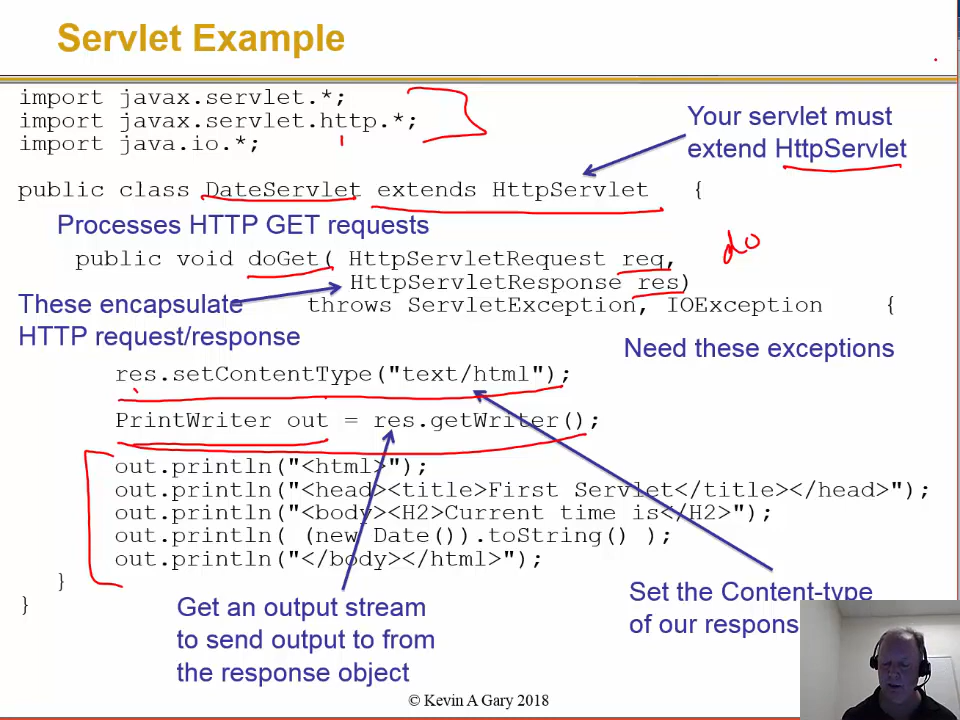 Servlet Example
import javax.servlet.*;
import javax.servlet.http.*;
import java.io.*;
Your servlet must
extend HttpServlet
public class DateServlet extends HttpServlet {
Processes HTTP GET requests
do
public void doGet( HttpServletRequest req,
HttpServletResponse res)
These encapsulate
HTTP request/response
throws ServletException, IOException {
Need these exceptions
res.setContentType("text/html");
PrintWriter out = res.getWriter();
out.println("<html>");
out.println("<head><title>First Servlet</title></head>");
out.println("<body><H2>Current time is</H2>");
out.println( (new Date()).toString() );
out.println("</body></html>");
}
}
Get an output stream
to send output to from
the response object
Set the Content-type
of our
© Kevin A Gary 2018